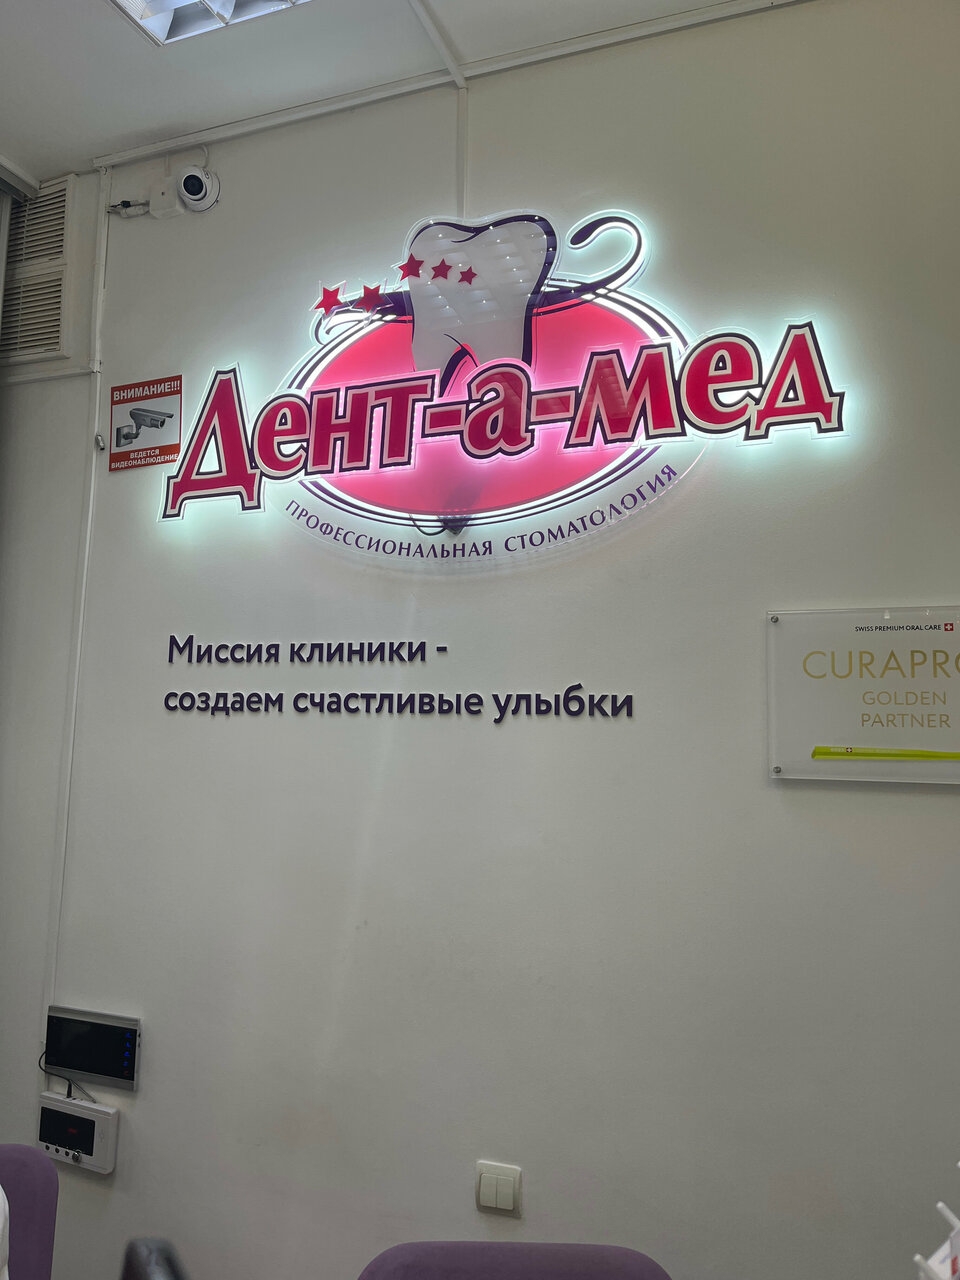 ВНИМАНИЕ!!!
ВЕДЕТСЯ
ВИДЕОНАБЛЮДЕНИЕ
Дент-а-мед
ПРОФЕССИОНАЛЬНАЯ СТОМАТОЛОГИЯ
Миссия клиники -
создаем счастливые улыбки
SWISS PREMIUM ORAL CARE
CURAPRO
GOLDEN
PARTNER